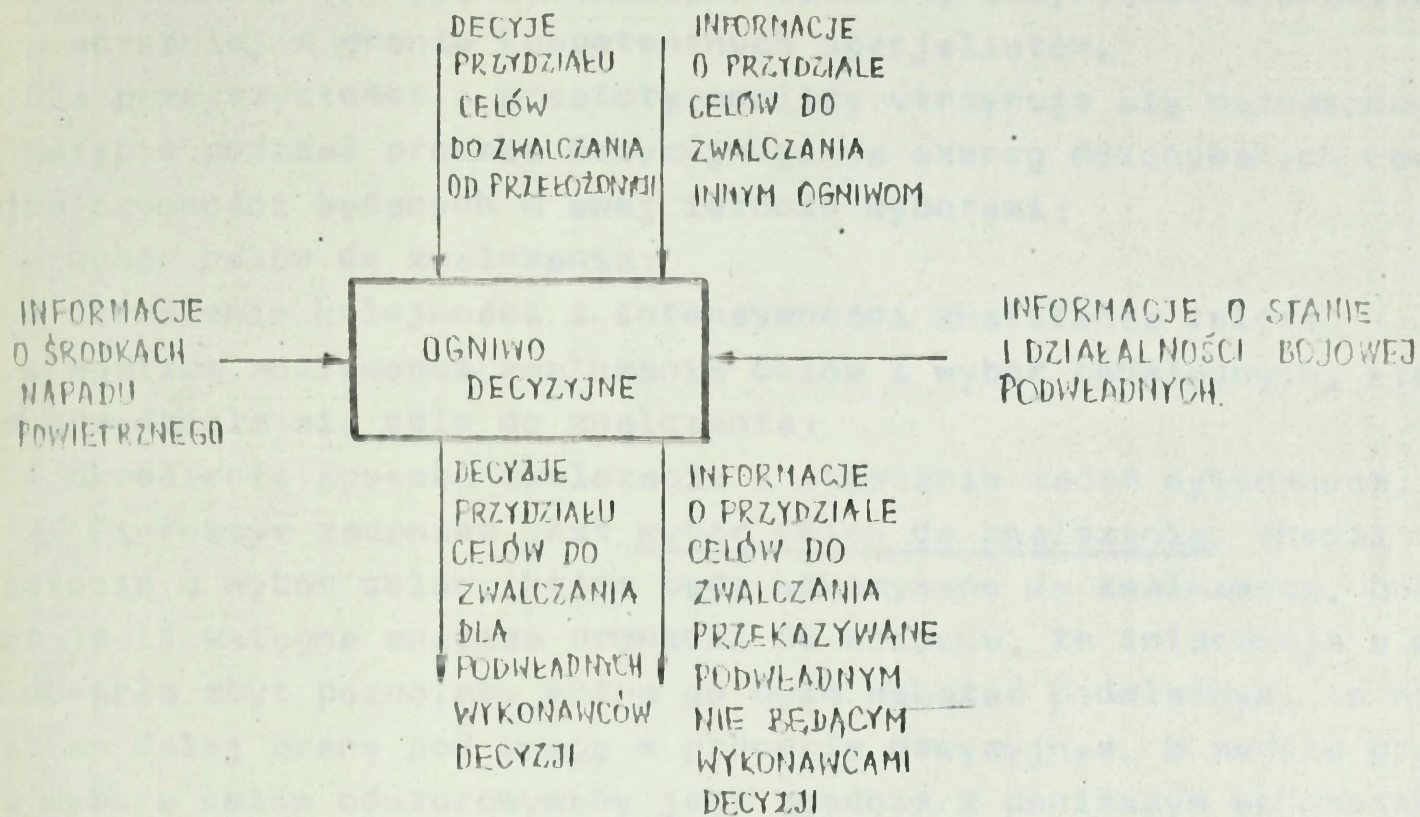 DECYJE
PRZYDZIAŁU
CELÓW
DO ZWALCZANIA
OD PRZEŁOŻONYCH
INFORMACJE
O PRZYDZIALE
CELÓW DO
ZWALCZANIA
INNYM OGNIWOM
INFORMACJE
O ŚRODKACH
NAPADU
POWIETRZNEGO
OGNIWO
DECYZYJNE
INFORMACJE O STANIE
I DZIAŁALNOŚCI BOJOWEJ
PODWŁADNYCH.
DECYZJE
PRZYDZIAŁU
CELÓW DO
ZWALCZANIA
DLA
PODWŁADNYCH
WYKONAWCÓW
DECYZJI
INFORMACJE
O PRZYDZIALE
CELÓW DO
ZWALCZANIA
PRZEKAZYWANE
PODWŁADNYM
NIE BĘDĄCYM
WYKONAWCAMI
DECYZJI